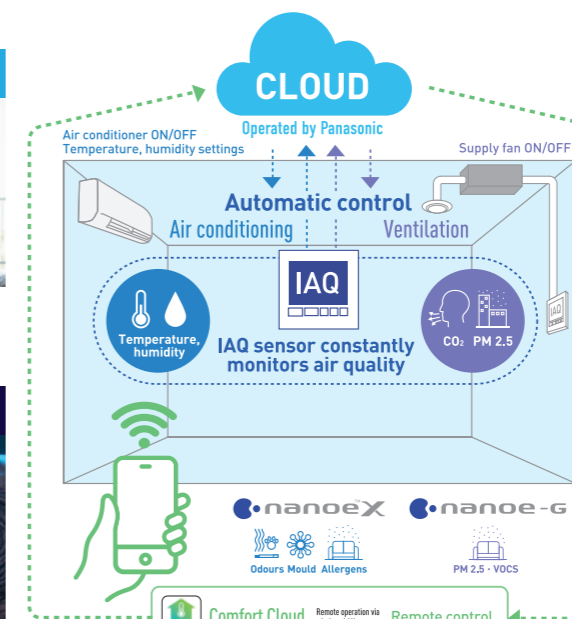 CLOUD
Operated by Panasonic
Air conditioner ON/OFF
Temperature, humidity settings
Supply fan ON/OFF
Automatic control
Air conditioning
Ventilation
IAQ
IAQ
Temperature,
humidity
CO₂ PM 2.5
IAQ sensor constantly
monitors air quality
nanoe™X
nanoe-G
Odours Mould Allergens
PM 2.5 · VOCS
Comfort Cloud
Remote operation via
Remote control